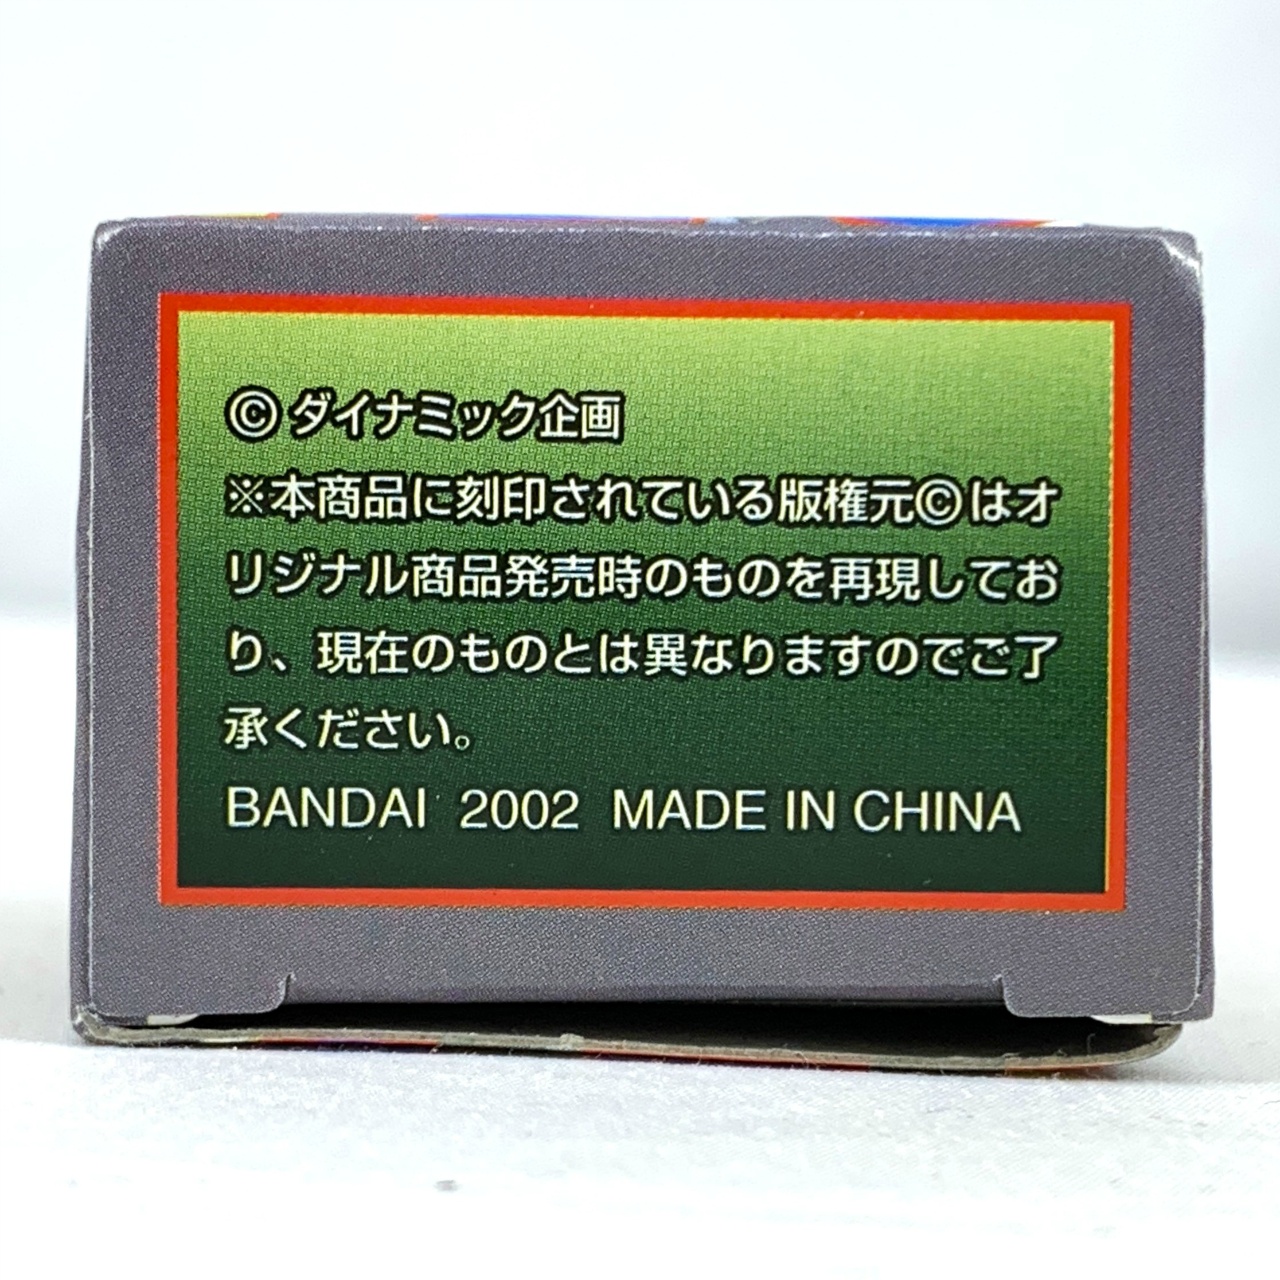 © ダイナミック企画
※本商品に刻印されている版権元©はオ
リジナル商品発売時のものを再現してお
り、現在のものとは異なりますのでご了
承ください。
BANDAI 2002 MADE IN CHINA